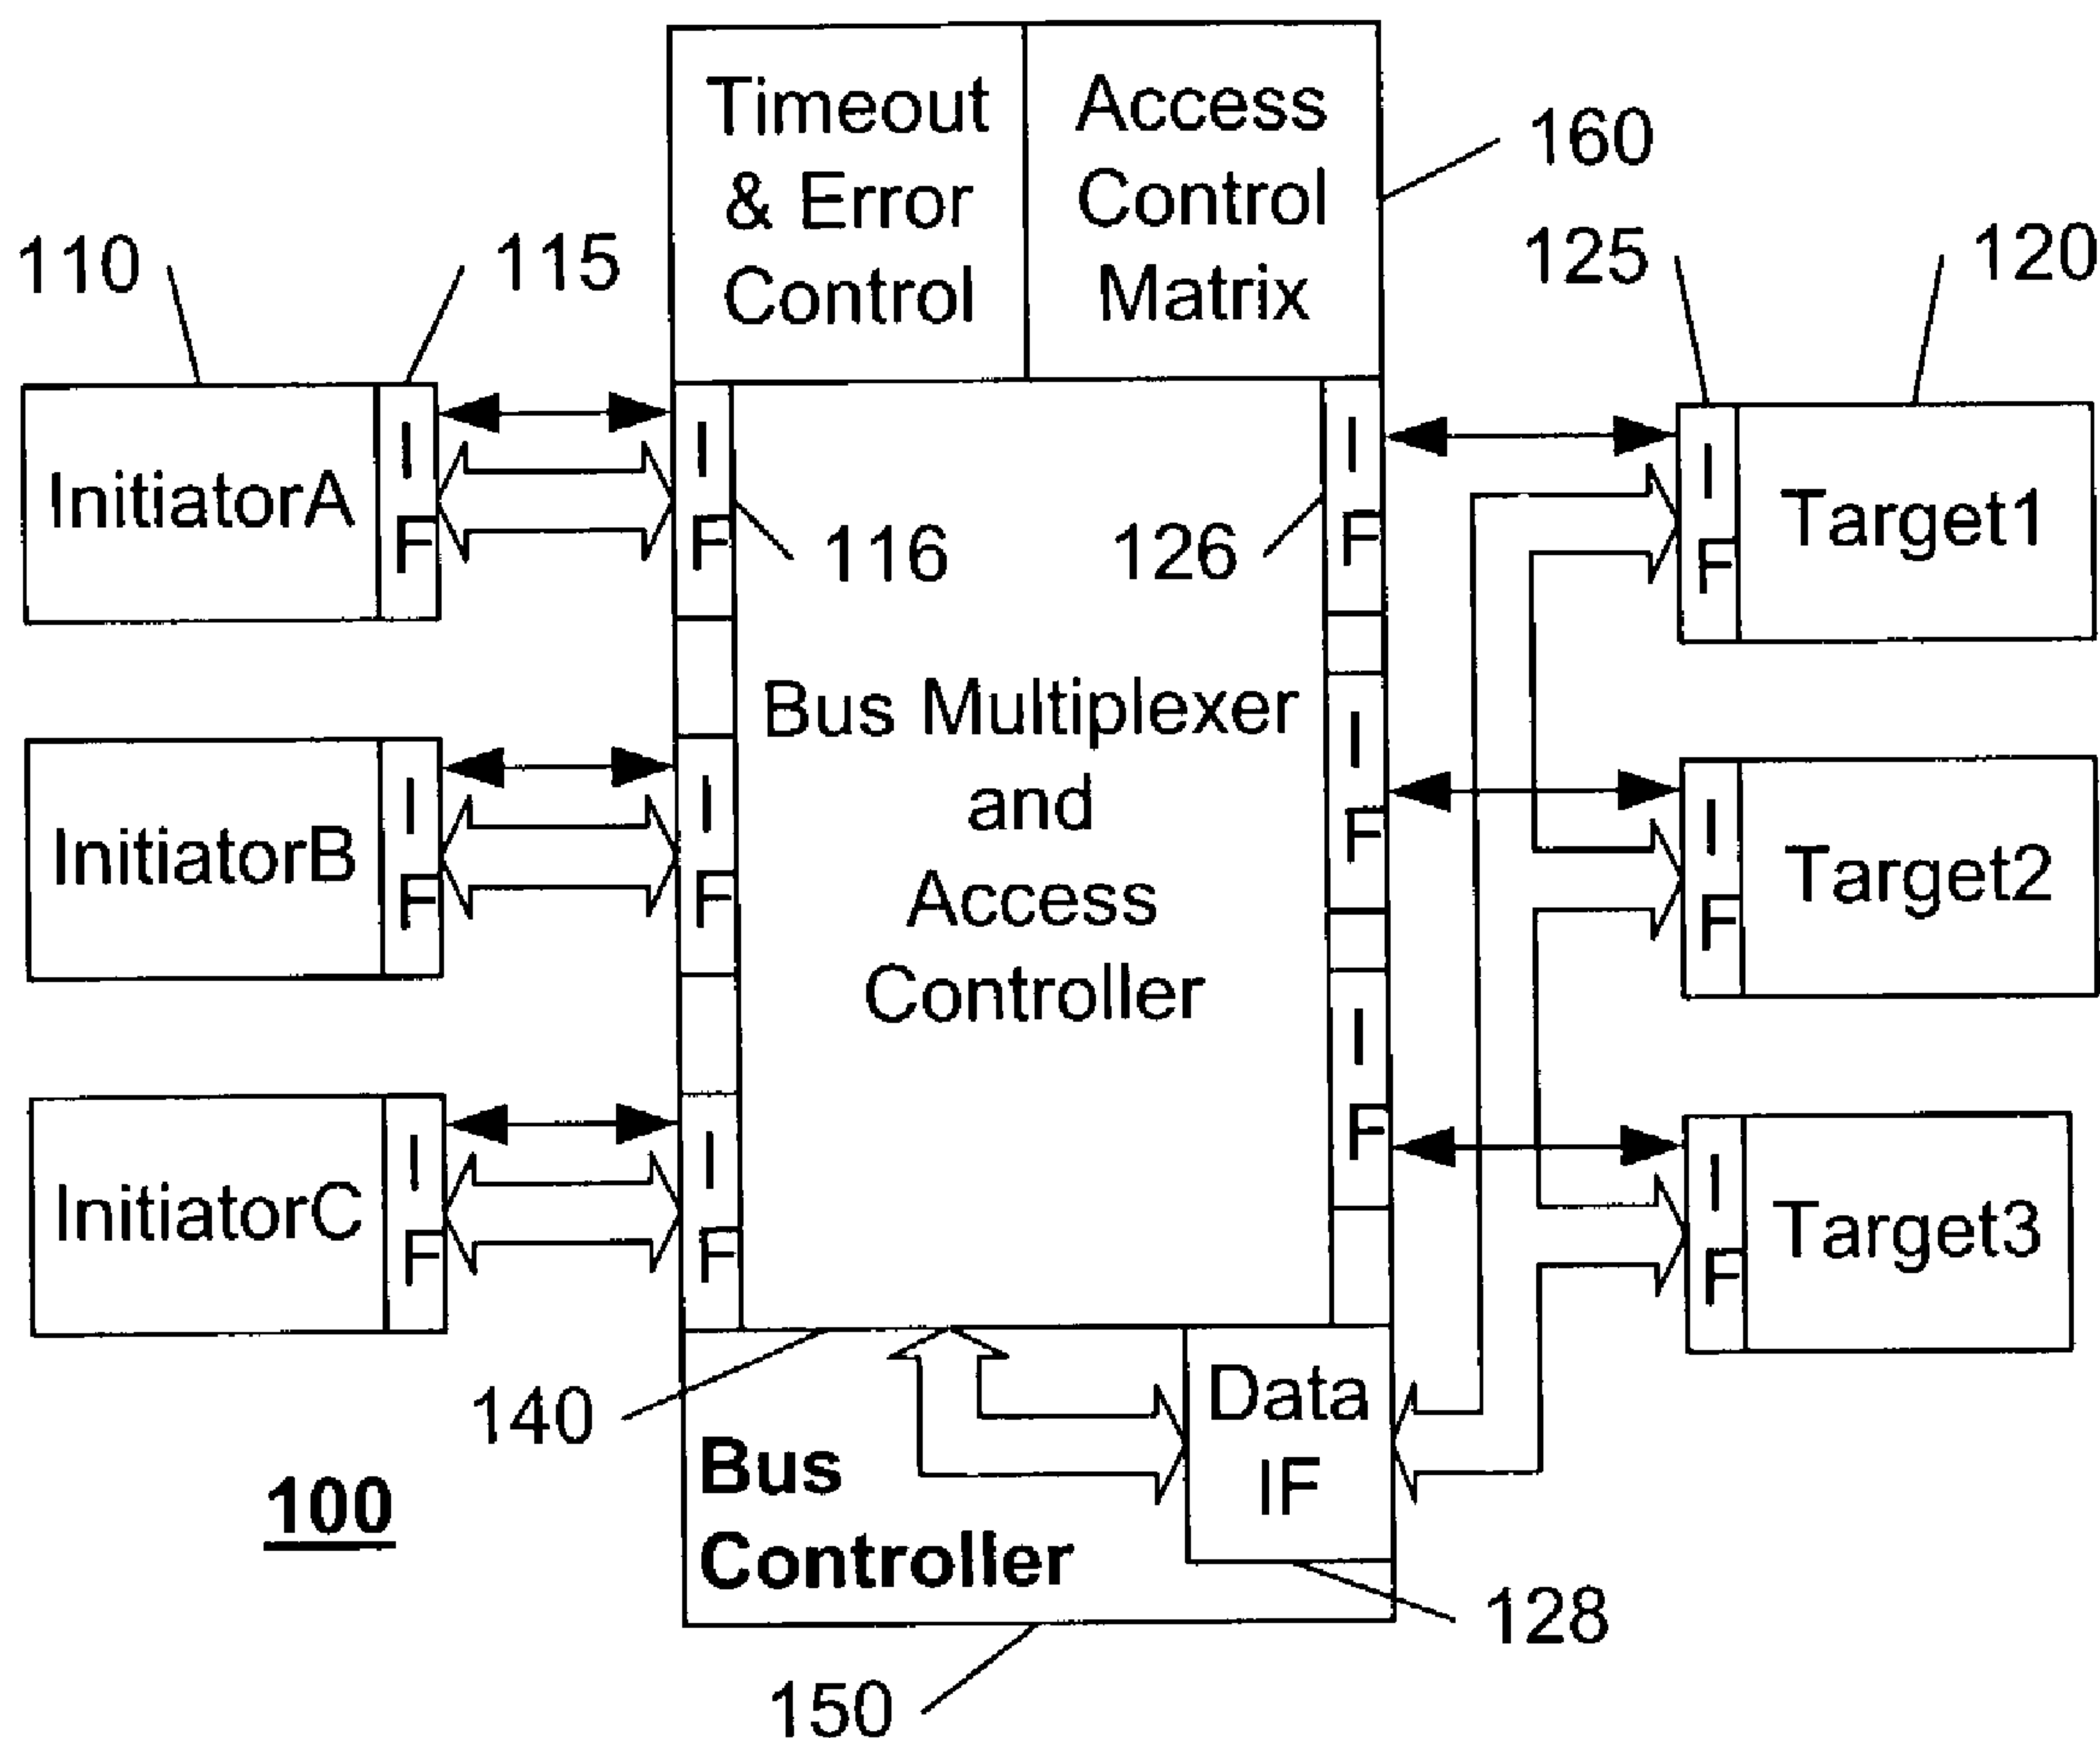 Timeout
& Error
Control
Access
Control
Matrix
160
110
115
125
120
InitiatorA
I
F
I
F
116
126
I
F
I
F
Target1
Bus Multiplexer
and
Access
Controller
InitiatorB
I
F
I
F
I
F
I
F
Target2
InitiatorC
I
F
I
F
I
F
I
F
Target3
140
Data
IF
Bus
Controller
100
128
150